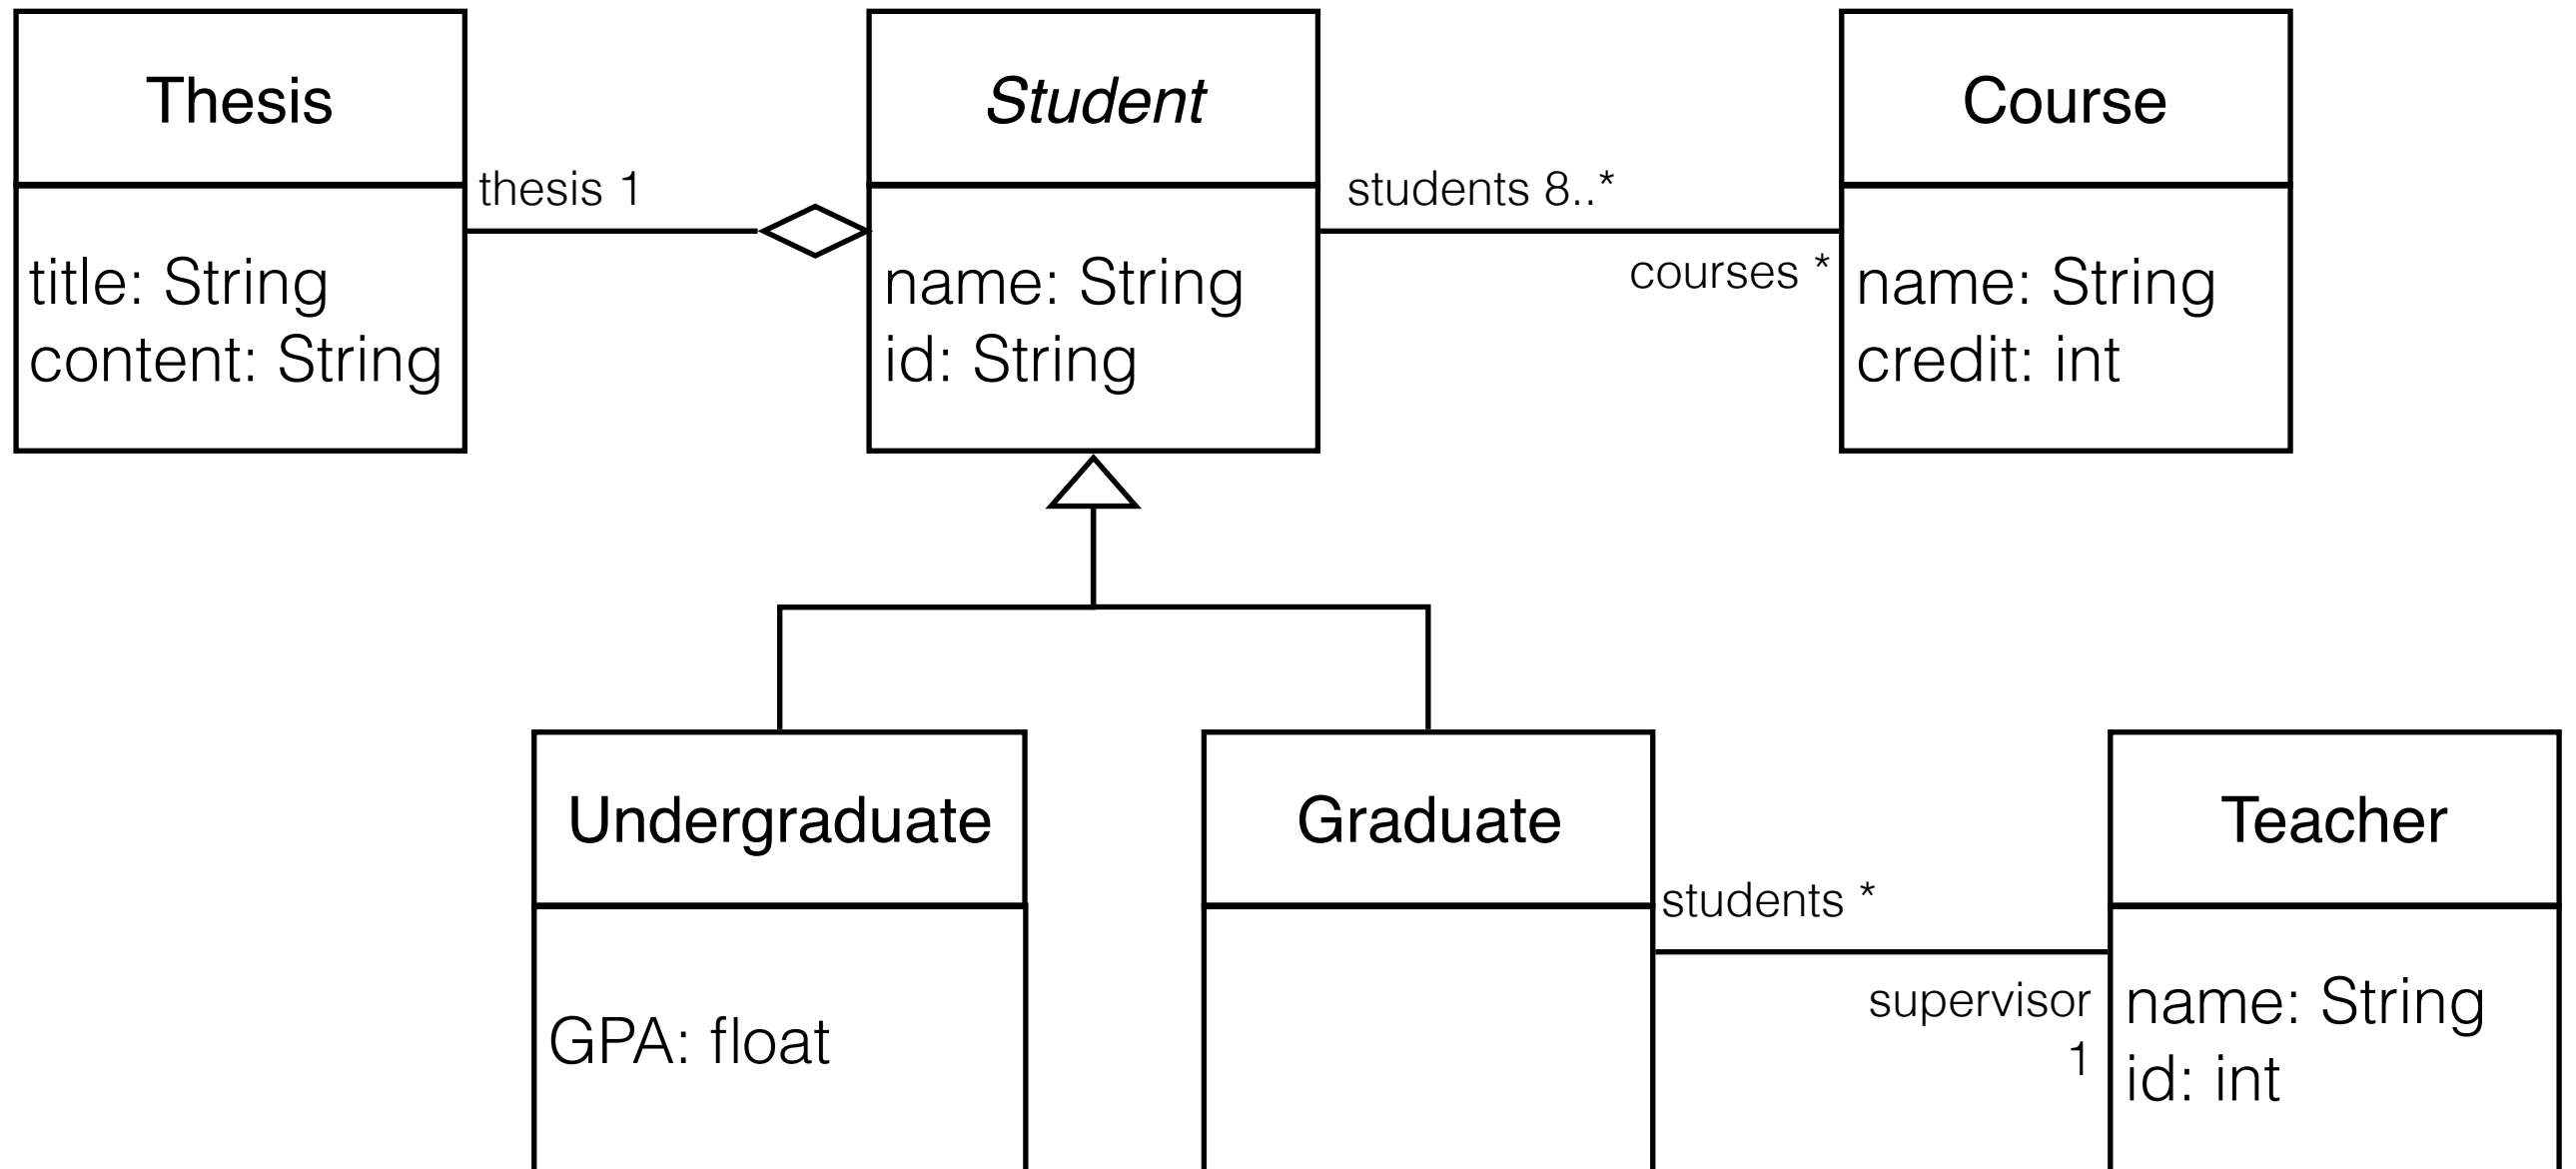 Thesis
title: String
content: String
thesis 1
Student
name: String
id: String
students 8..*
courses *
Course
name: String
credit: int
Undergraduate
GPA: float
Graduate
students *
supervisor
1
Teacher
name: String
id: int